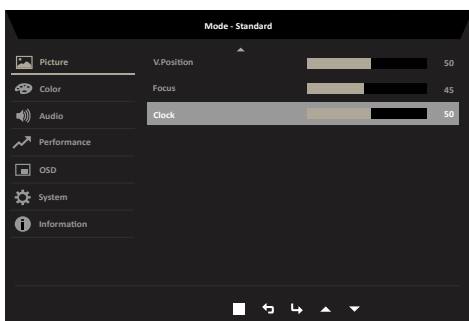 Mode - Standard
Picture
V.Position 50
Color
Focus 45
Audio
Clock 50
Performance
OSD
System
Information